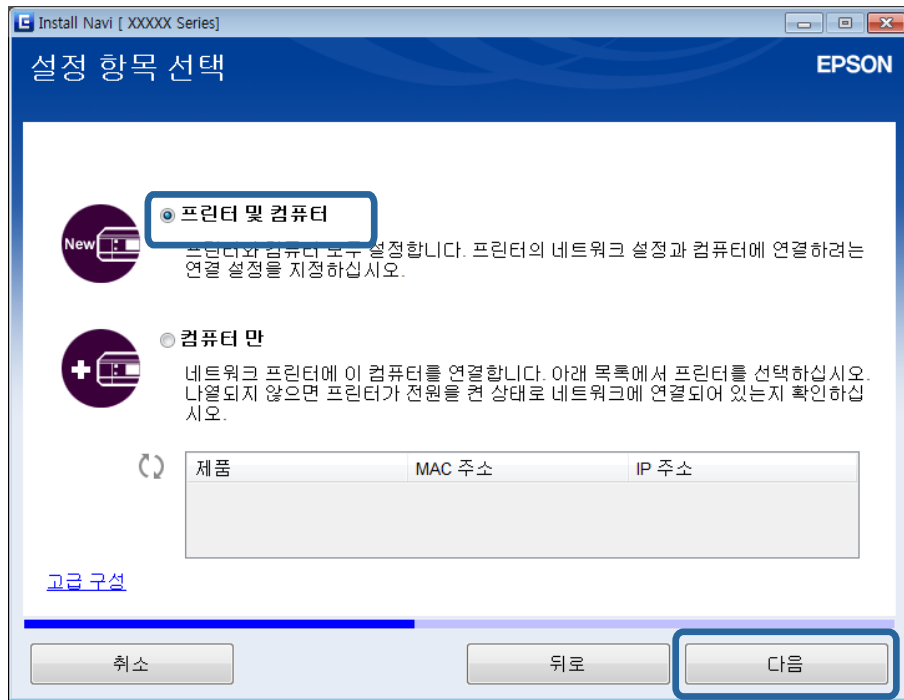 Install Navi [ XXXXX Series]
설정 항목 선택
EPSON
New
프린터 및 컴퓨터
프린터와 컴퓨터 모두 설정합니다. 프린터의 네트워크 설정과 컴퓨터에 연결하려는
연결 설정을 지정하십시오.
컴퓨터 만
네트워크 프린터에 이 컴퓨터를 연결합니다. 아래 목록에서 프린터를 선택하십시오.
나열되지 않으면 프린터가 전원을 켠 상태로 네트워크에 연결되어 있는지 확인하십
시오.
제품 MAC 주소 IP 주소
고급 구성
취소 뒤로 다음